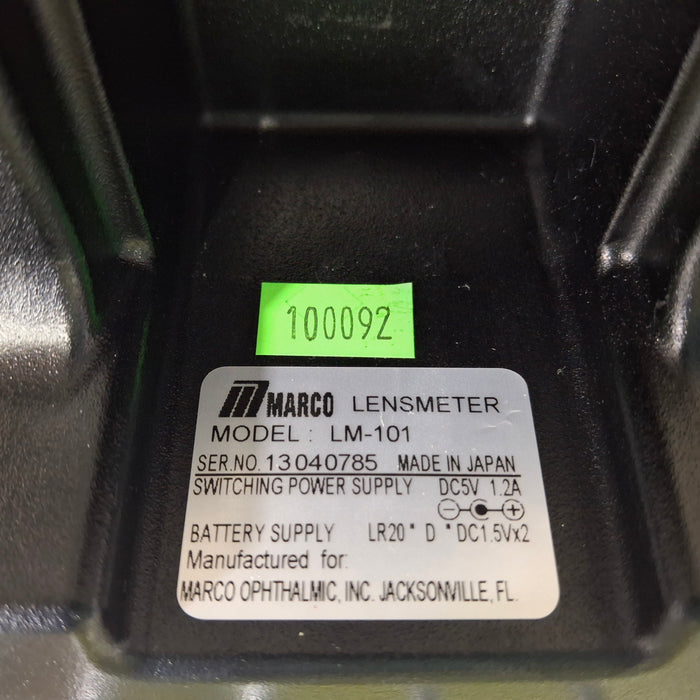 100092
MARCO LENSMETER
MODEL : LM-101
SER.NO. 13040785 MADE IN JAPAN
SWITCHING POWER SUPPLY DC5V 1.2A
BATTERY SUPPLY LR20 " D " DC1.5Vx2
Manufactured for:
MARCO OPHTHALMIC, INC. JACKSONVILLE, FL.